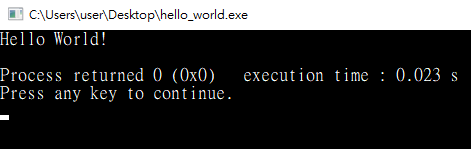 C:\Users\user\Desktop\hello_world.exe
Hello World!
Process returned 0 (0x0)   execution time : 0.023 s
Press any key to continue.